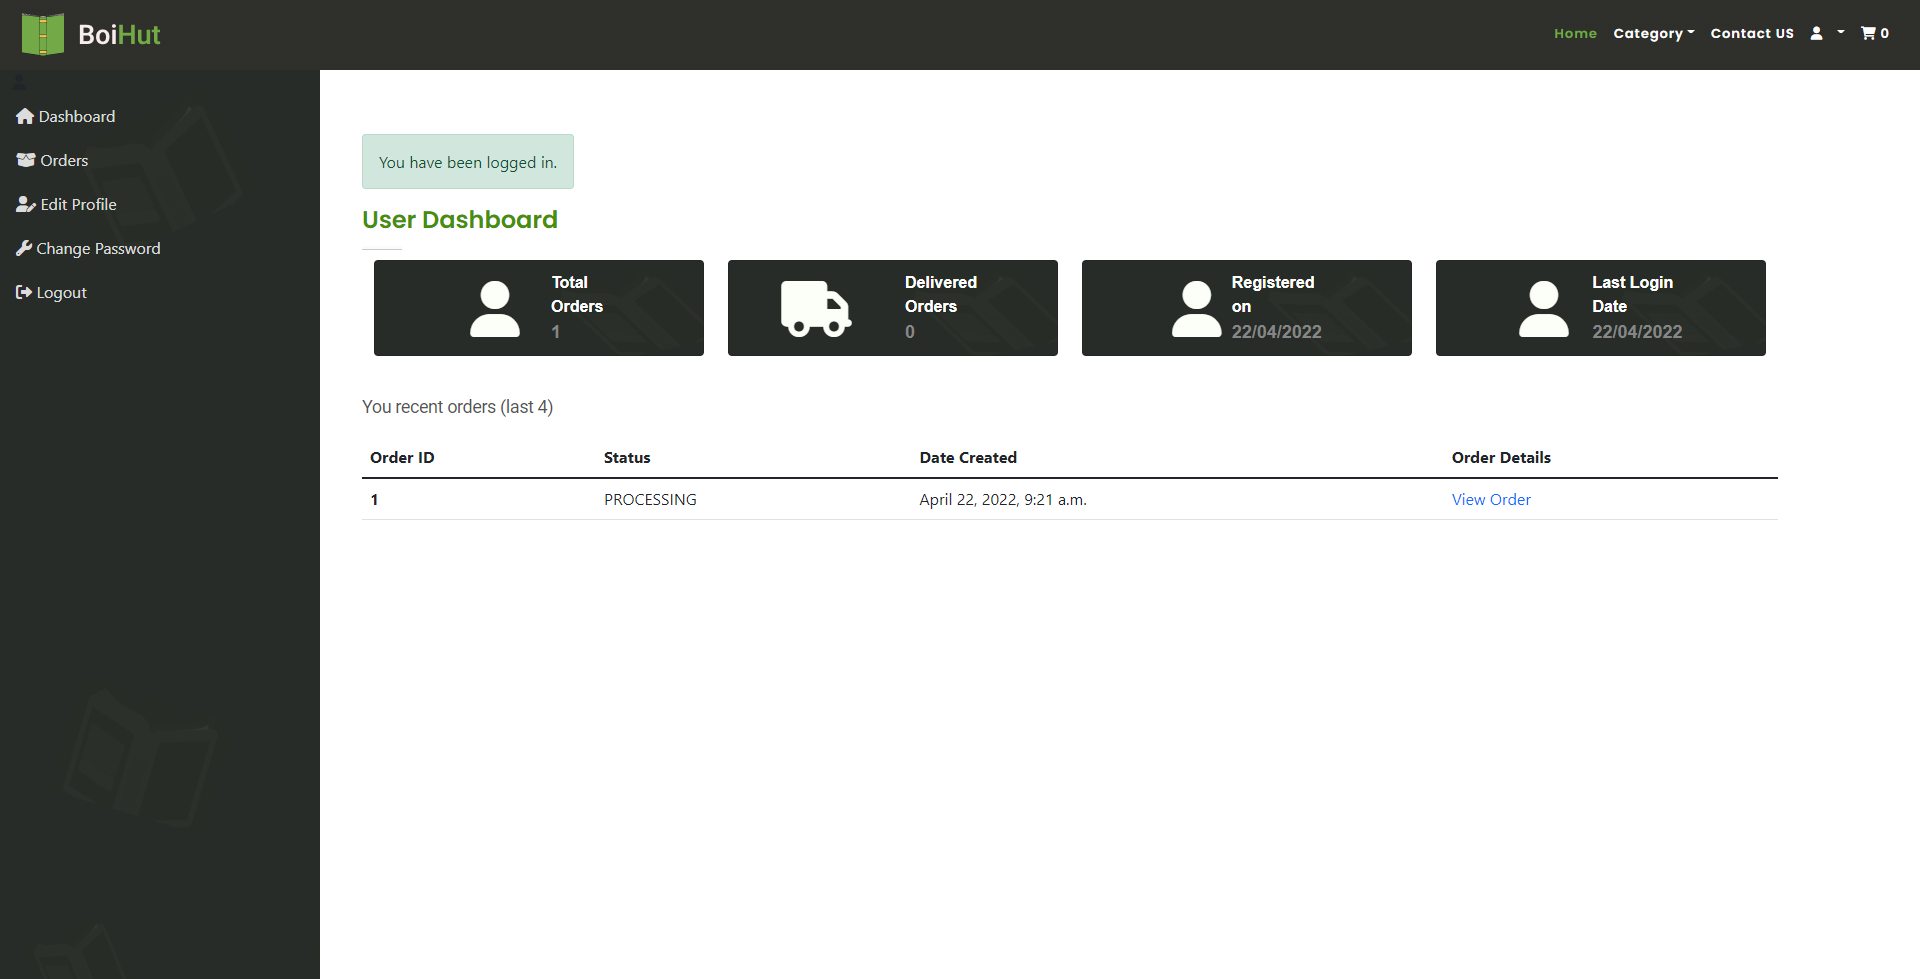 BoiHut
Home Category Contact US 0
Dashboard
Orders
Edit Profile
Change Password
Logout
You have been logged in.
User Dashboard
Total
Orders
1
Delivered
Orders
0
Registered
on
22/04/2022
Last Login
Date
22/04/2022
You recent orders (last 4)
Order ID Status Date Created Order Details
1 PROCESSING April 22, 2022, 9:21 a.m. View Order